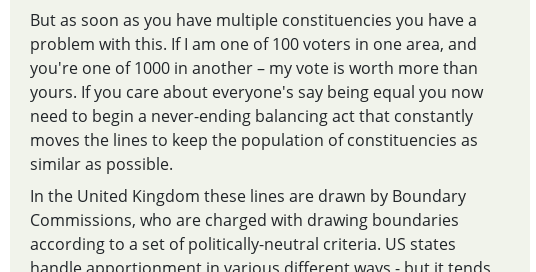 But as soon as you have multiple constituencies you have a
problem with this. If I am one of 100 voters in one area, and
you're one of 1000 in another – my vote is worth more than
yours. If you care about everyone's say being equal you now
need to begin a never-ending balancing act that constantly
moves the lines to keep the population of constituencies as
similar as possible.
In the United Kingdom these lines are drawn by Boundary
Commissions, who are charged with drawing boundaries
according to a set of politically-neutral criteria. US states
handle apportionment in various different ways - but it tends